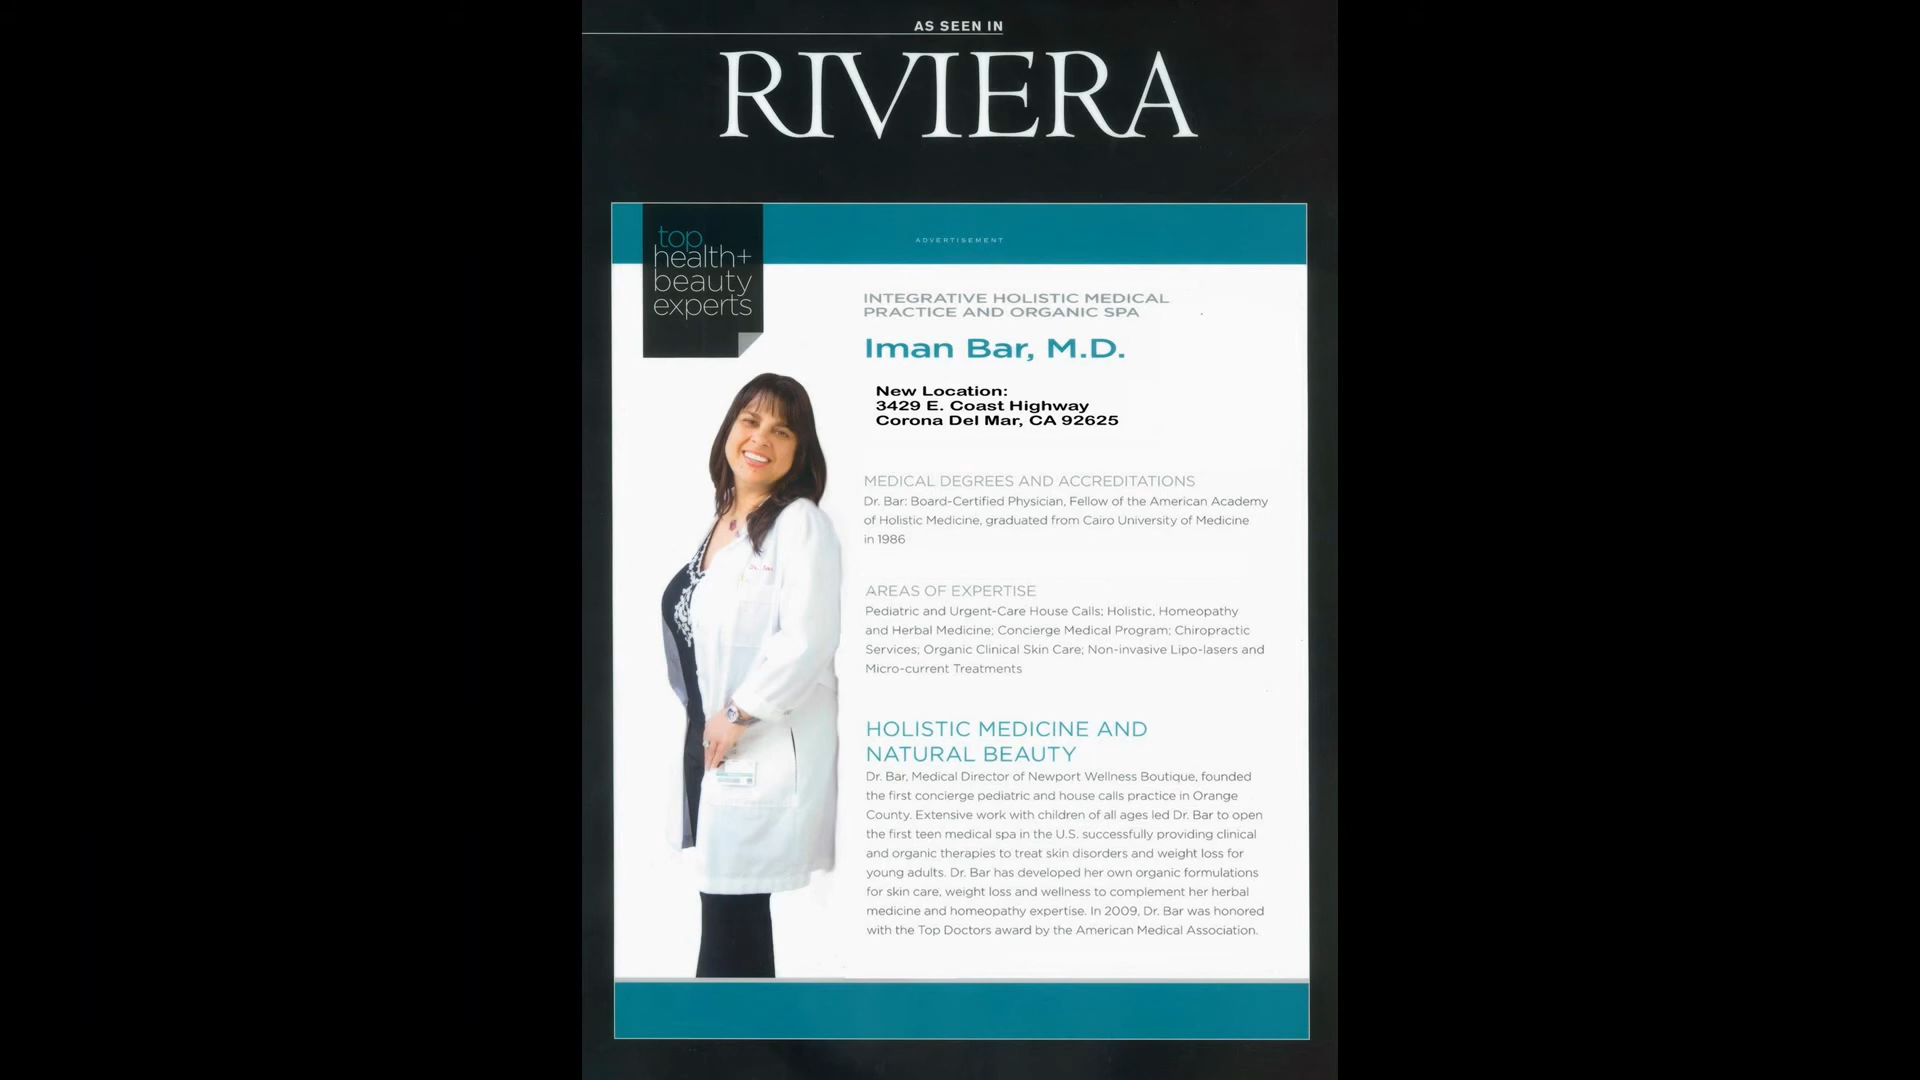 AS SEEN IN
RIVIERA
top
health+
beauty
experts
ADVERTISEMENT
INTEGRATIVE HOLISTIC MEDICAL
PRACTICE AND ORGANIC SPA
Iman Bar, M.D.
New Location:
3429 E. Coast Highway
Corona Del Mar, CA 92625
MEDICAL DEGREES AND ACCREDITATIONS
Dr. Bar: Board-Certified Physician, Fellow of the American Academy
of Holistic Medicine, graduated from Cairo University of Medicine
in 1986
AREAS OF EXPERTISE
Pediatric and Urgent-Care House Calls; Holistic, Homeopathy
and Herbal Medicine; Concierge Medical Program; Chiropractic
Services; Organic Clinical Skin Care; Non-invasive Lipo-lasers and
Micro-current Treatments
HOLISTIC MEDICINE AND
NATURAL BEAUTY
Dr. Bar, Medical Director of Newport Wellness Boutique, founded
the first concierge pediatric and house calls practice in Orange
County. Extensive work with children of all ages led Dr. Bar to open
the first teen medical spa in the U.S. successfully providing clinical
and organic therapies to treat skin disorders and weight loss for
young adults. Dr. Bar has developed her own organic formulations
for skin care, weight loss and wellness to complement her herbal
medicine and homeopathy expertise. In 2009, Dr. Bar was honored
with the Top Doctors award by the American Medical Association.